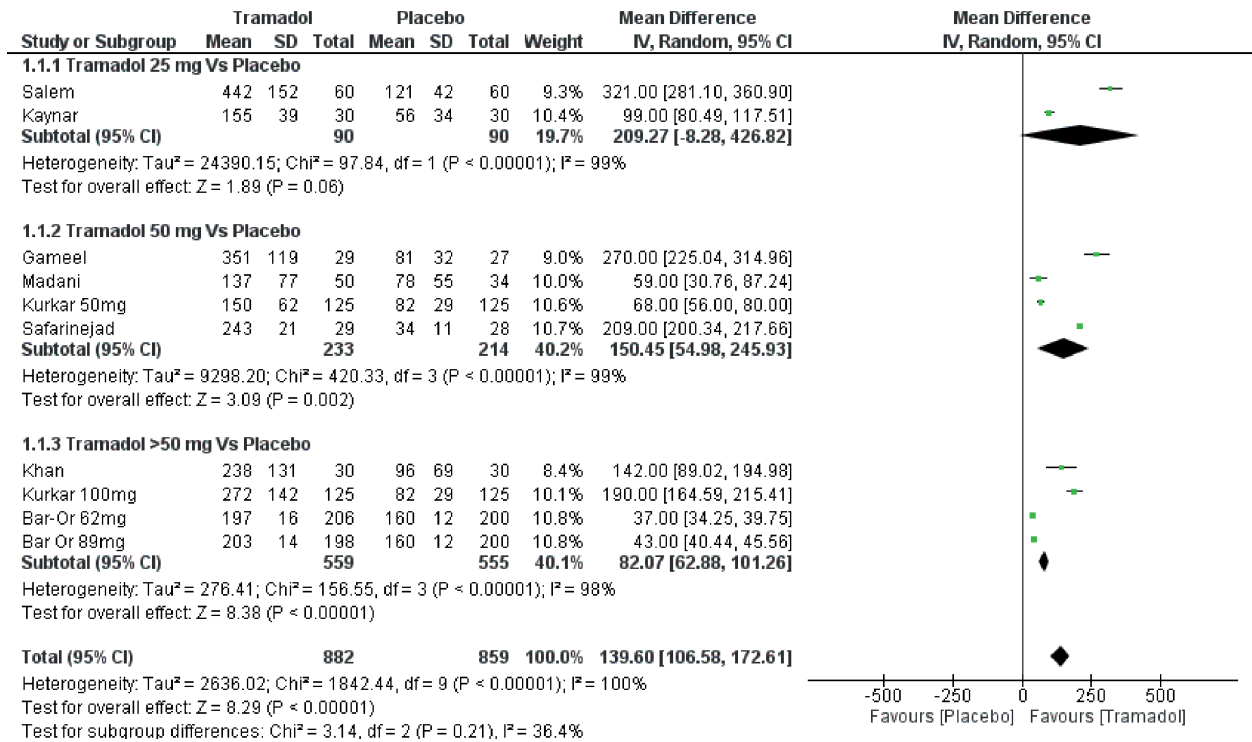 Tramadol Placebo Mean Difference Mean Difference
Study or Subgroup Mean SD Total Mean SD Total Weight IV, Random, 95% CI IV, Random, 95% CI
1.1.1 Tramadol 25 mg Vs Placebo
Salem 442 152 60 121 42 60 9.3% 321.00 [281.10, 360.90]
Kaynar 155 39 30 56 34 30 10.4% 99.00 [80.49, 117.51]
Subtotal (95% CI) 90 90 19.7% 209.27 [-8.28, 426.82]
Heterogeneity: Tau² = 24390.15; Chi² = 97.84, df = 1 (P < 0.00001); I² = 99%
Test for overall effect: Z = 1.89 (P = 0.06)
1.1.2 Tramadol 50 mg Vs Placebo
Gameel 351 119 29 81 32 27 9.0% 270.00 [225.04, 314.96]
Madani 137 77 50 78 55 34 10.0% 59.00 [30.76, 87.24]
Kurkar 50mg 150 62 125 82 29 125 10.6% 68.00 [56.00, 80.00]
Safarinejad 243 21 29 34 11 28 10.7% 209.00 [200.34, 217.66]
Subtotal (95% CI) 233 214 40.2% 150.45 [54.98, 245.93]
Heterogeneity: Tau² = 9298.20; Chi² = 420.33, df = 3 (P < 0.00001); I² = 99%
Test for overall effect: Z = 3.09 (P = 0.002)
1.1.3 Tramadol >50 mg Vs Placebo
Khan 238 131 30 96 69 30 8.4% 142.00 [89.02, 194.98]
Kurkar 100mg 272 142 125 82 29 125 10.1% 190.00 [164.59, 215.41]
Bar-Or 62mg 197 16 206 160 12 200 10.8% 37.00 [34.25, 39.75]
Bar Or 89mg 203 14 198 160 12 200 10.8% 43.00 [40.44, 45.56]
Subtotal (95% CI) 559 555 40.1% 82.07 [62.88, 101.26]
Heterogeneity: Tau² = 276.41; Chi² = 156.55, df = 3 (P < 0.00001); I² = 98%
Test for overall effect: Z = 8.38 (P < 0.00001)
Total (95% CI) 882 859 100.0% 139.60 [106.58, 172.61]
Heterogeneity: Tau² = 2636.02; Chi² = 1842.44, df = 9 (P < 0.00001); I² = 100%
Test for overall effect: Z = 8.29 (P < 0.00001)
Test for subgroup differences: Chi² = 3.14, df = 2 (P = 0.21), I² = 36.4%
-500 -250 0 250 500
Favours [Placebo] Favours [Tramadol]